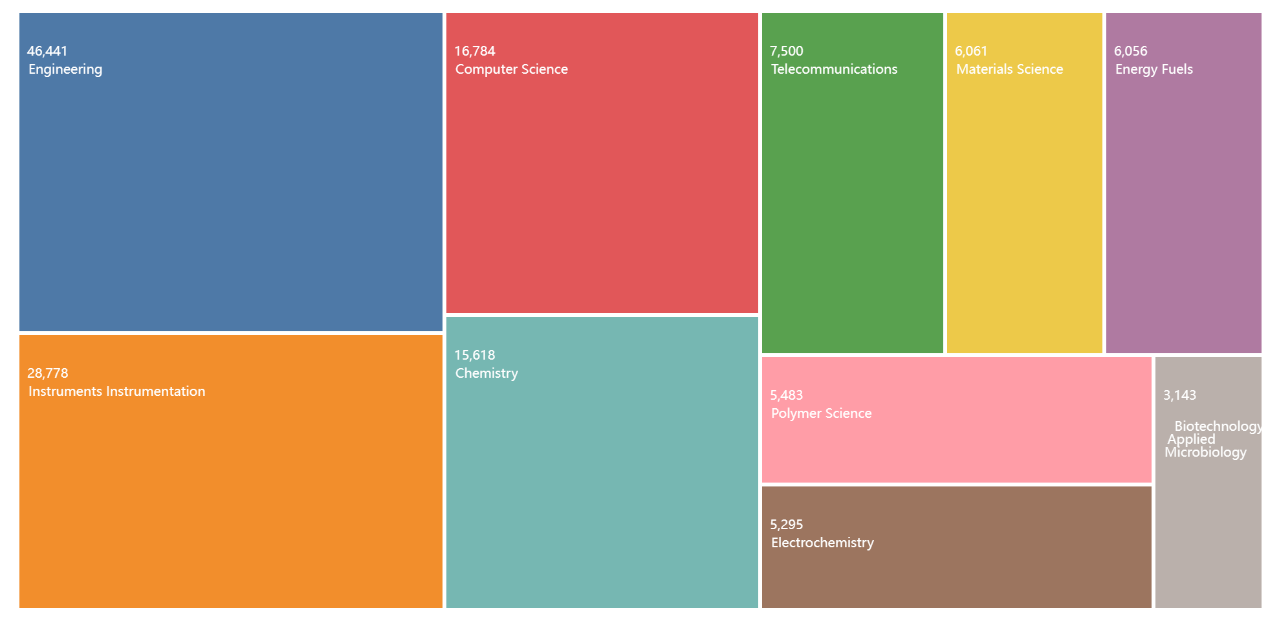 46,441
Engineering
16,784
Computer Science
7,500
Telecommunications
6,061
Materials Science
6,056
Energy Fuels
28,778
Instruments Instrumentation
15,618
Chemistry
5,483
Polymer Science
3,143
Biotechnology
Applied
Microbiology
5,295
Electrochemistry